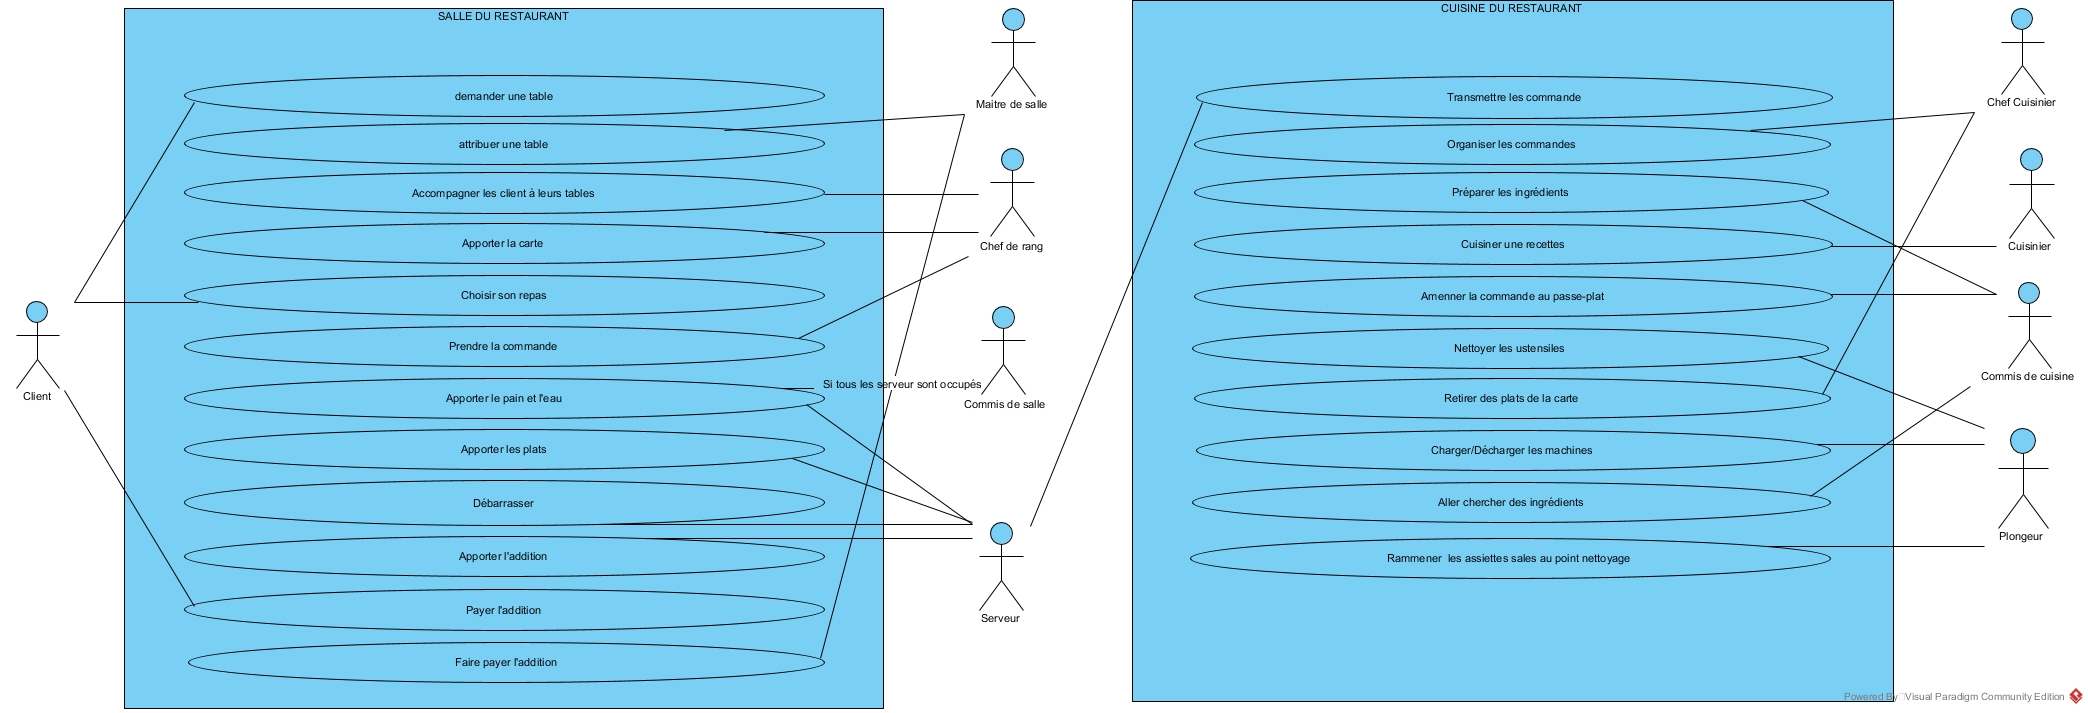 SALLE DU RESTAURANT
demander une table
attribuer une table
Accompagner les client à leurs tables
Apporter la carte
Choisir son repas
Prendre la commande
Apporter le pain et l'eau
Apporter les plats
Débarrasser
Apporter l'addition
Payer l'addition
Faire payer l'addition
Client
Maitre de salle
Chef de rang
Si tous les serveur sont occupés
Commis de salle
Serveur
CUISINE DU RESTAURANT
Transmettre les commande
Organiser les commandes
Préparer les ingrédients
Cuisiner une recettes
Amenner la commande au passe-plat
Nettoyer les ustensiles
Retirer des plats de la carte
Charger/Décharger les machines
Aller chercher des ingrédients
Rammener les assiettes sales au point nettoyage
Chef Cuisinier
Cuisinier
Commis de cuisine
Plongeur
Powered By Visual Paradigm Community Edition